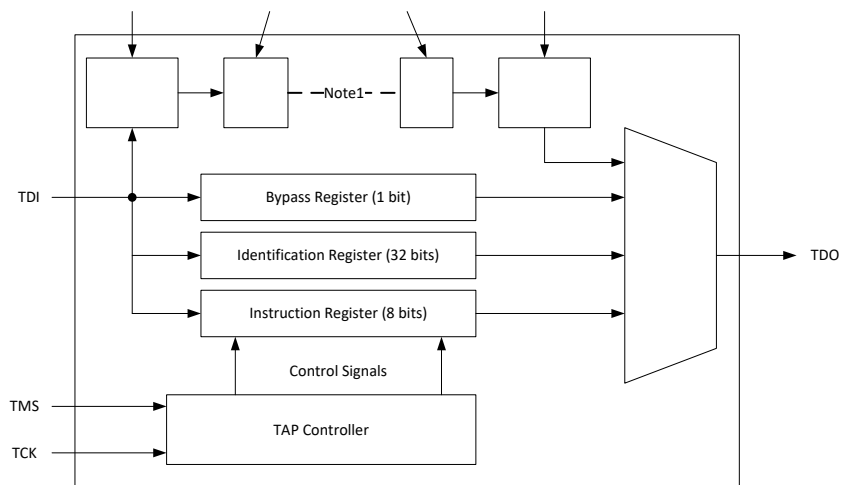 Note1
TDI
Bypass Register (1 bit)
Identification Register (32 bits)
TDO
Instruction Register (8 bits)
Control Signals
TMS
TAP Controller
TCK